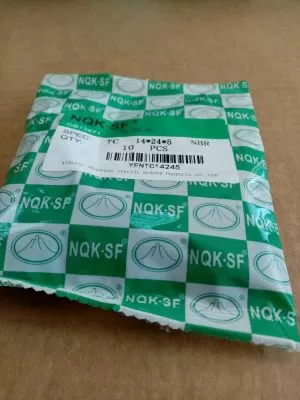 NQK·SF
GB13871
SPEC. TC 14*24*5 NBR
QTY: 10 PCS
YFNTC14245
NQK·SF
NQK·SF
NQK·SF
NQK·SF